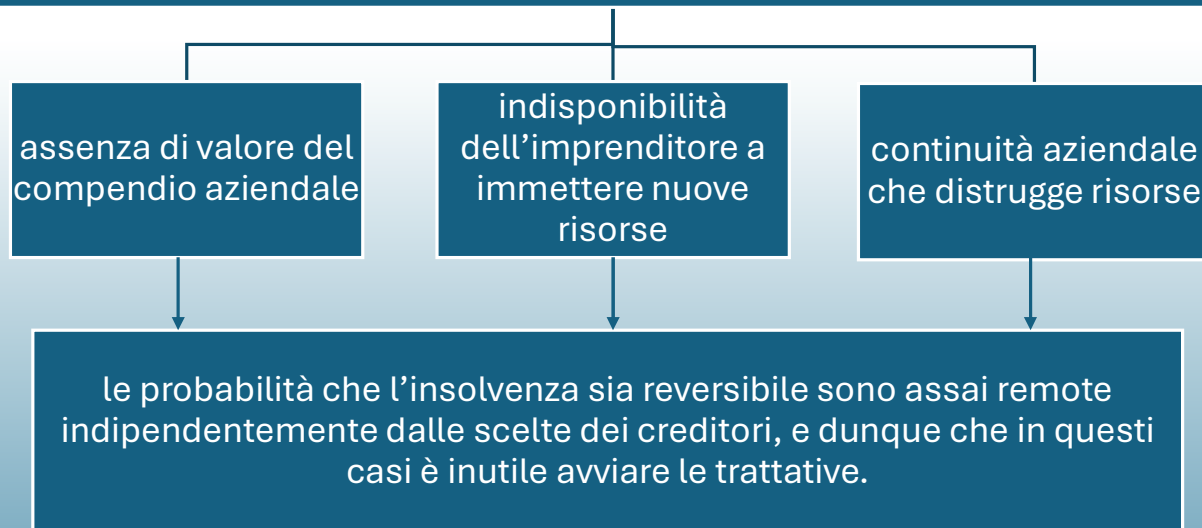 assenza di valore del
compendio aziendale
indisponibilità
dell’imprenditore a
immettere nuove
risorse
continuità aziendale
che distrugge risorse
le probabilità che l’insolvenza sia reversibile sono assai remote
indipendentemente dalle scelte dei creditori, e dunque che in questi
casi è inutile avviare le trattative.